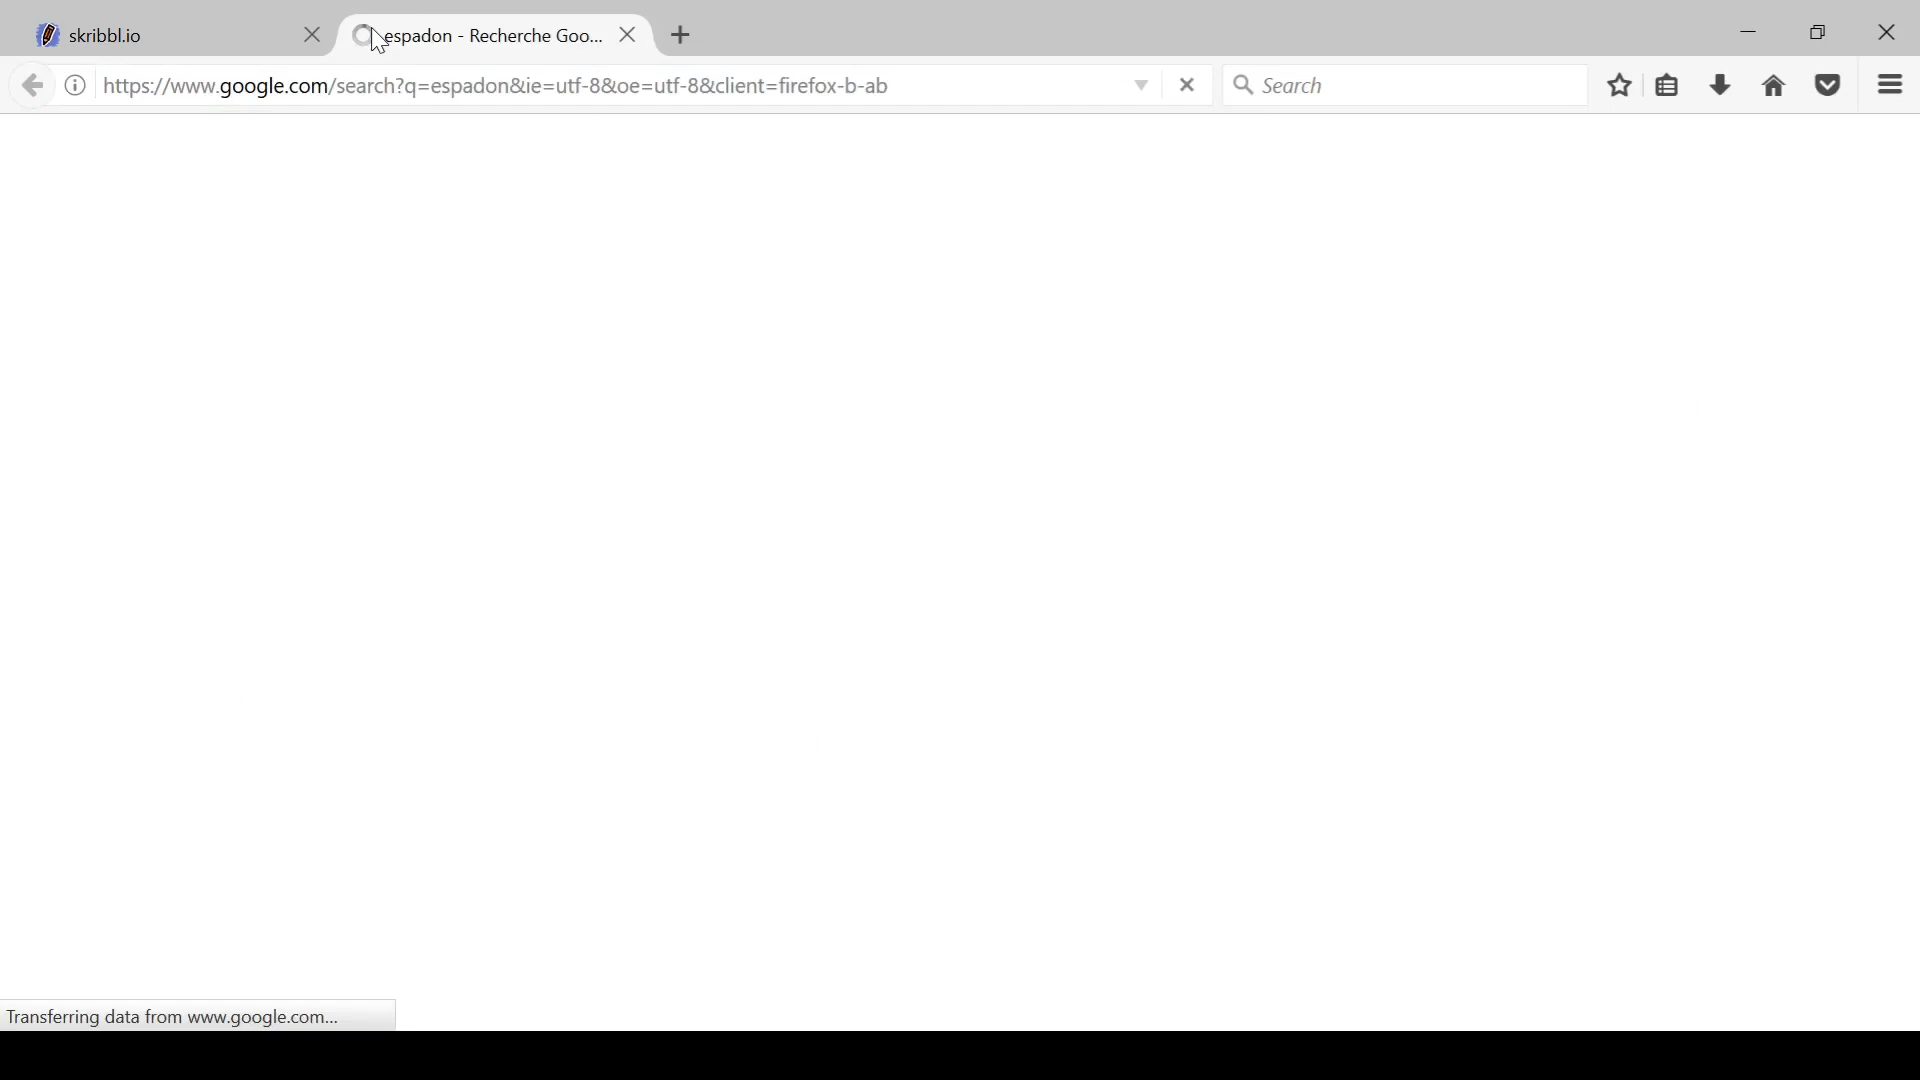 skribbl.io
espadon - Recherche Goo...
https://www.google.com/search?q=espadon&ie=utf-8&oe=utf-8&client=firefox-b-ab
Search
Transferring data from www.google.com...